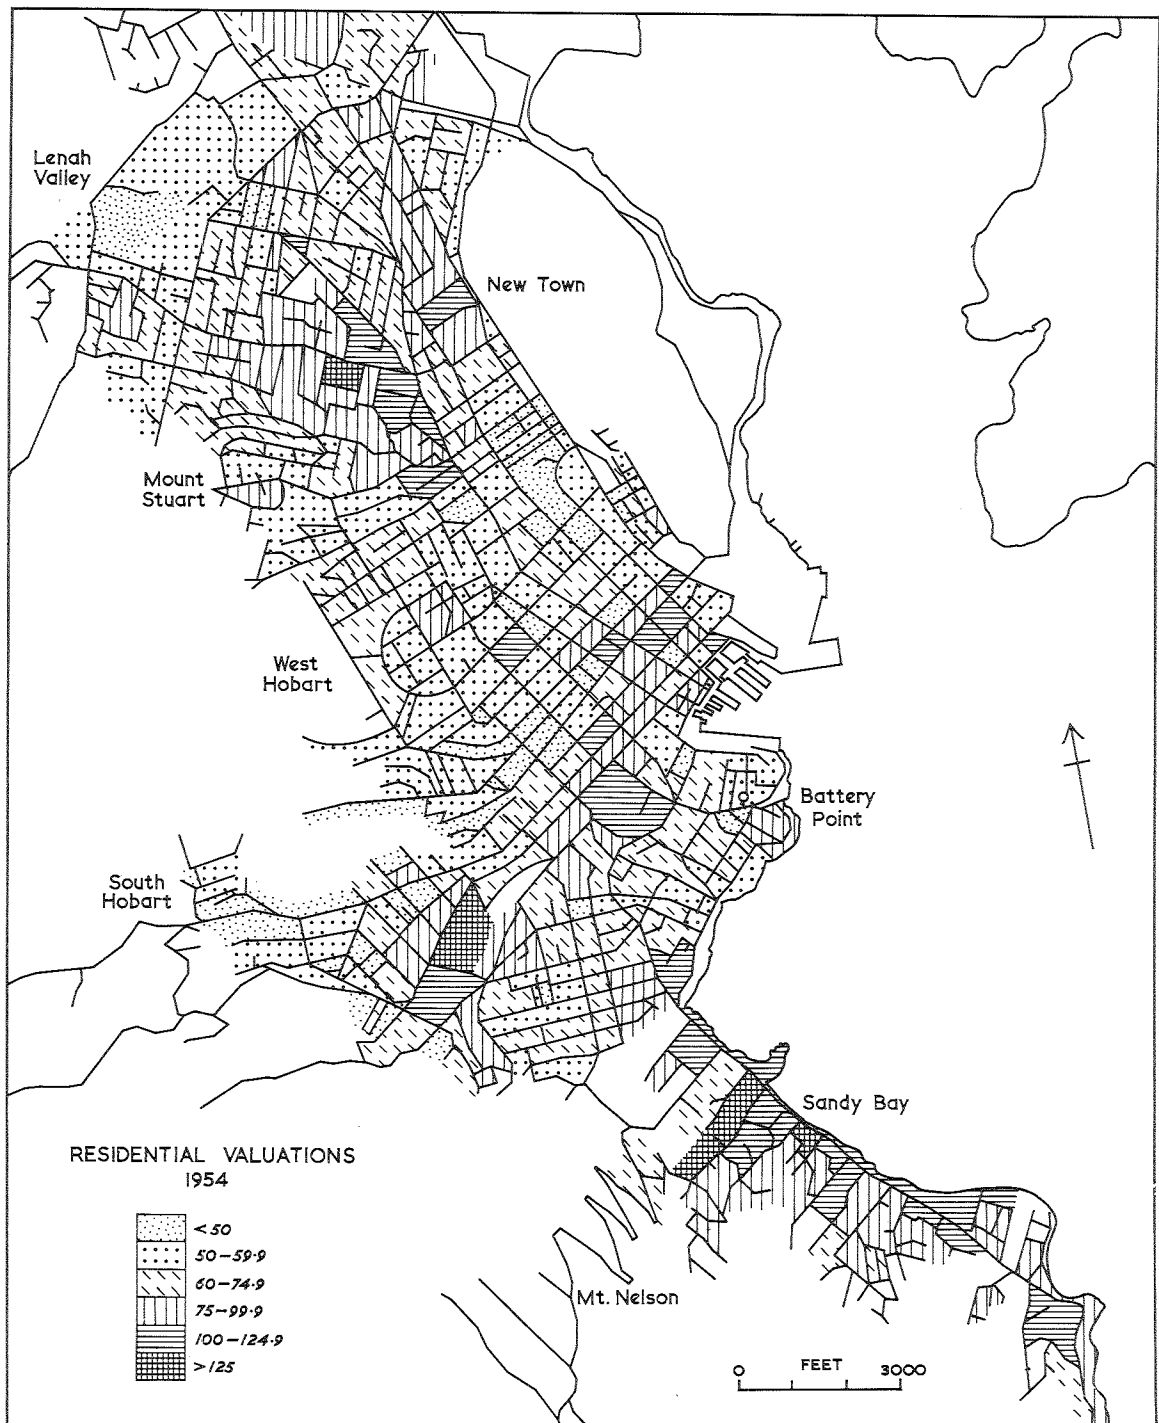 Lenah
Valley
New Town
Mount
Stuart
West
Hobart
Battery
Point
South
Hobart
Sandy Bay
RESIDENTIAL VALUATIONS
1954
< 50
50 – 59·9
60 – 74·9
75 – 99·9
100 – 124·9
> 125
Mt. Nelson
0 FEET 3000